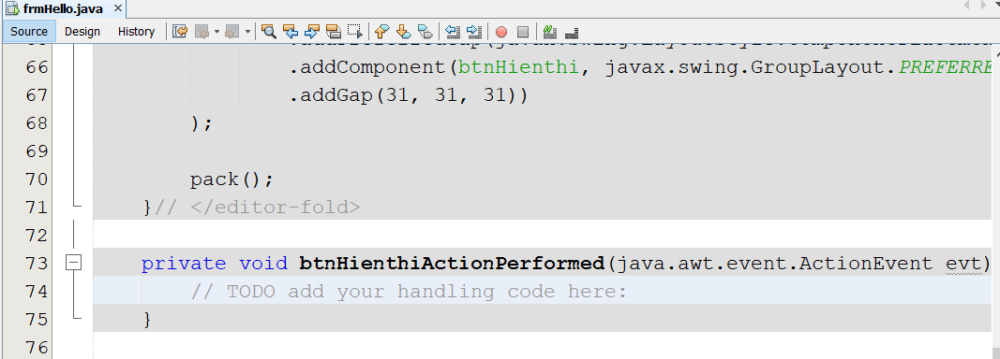 frmHello.java
Source Design History
66 .addComponent(btnHienthi, javax.swing.GroupLayout.PREFERRE
67 .addGap(31, 31, 31))
68 );
69
70 pack();
71 }// </editor-fold>
72
73 private void btnHienthiActionPerformed(java.awt.event.ActionEvent evt)
74 // TODO add your handling code here:
75 }
76